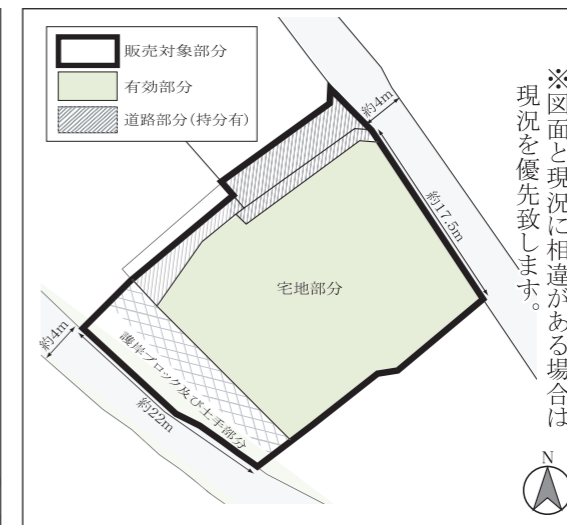 販売対象部分
有効部分
道路部分(持分有)
※図面と現況に相違がある場合は
現況を優先致します。
約4m
約17.5m
宅地部分
護岸ブロック及び土手部分
約4m
約22m
N